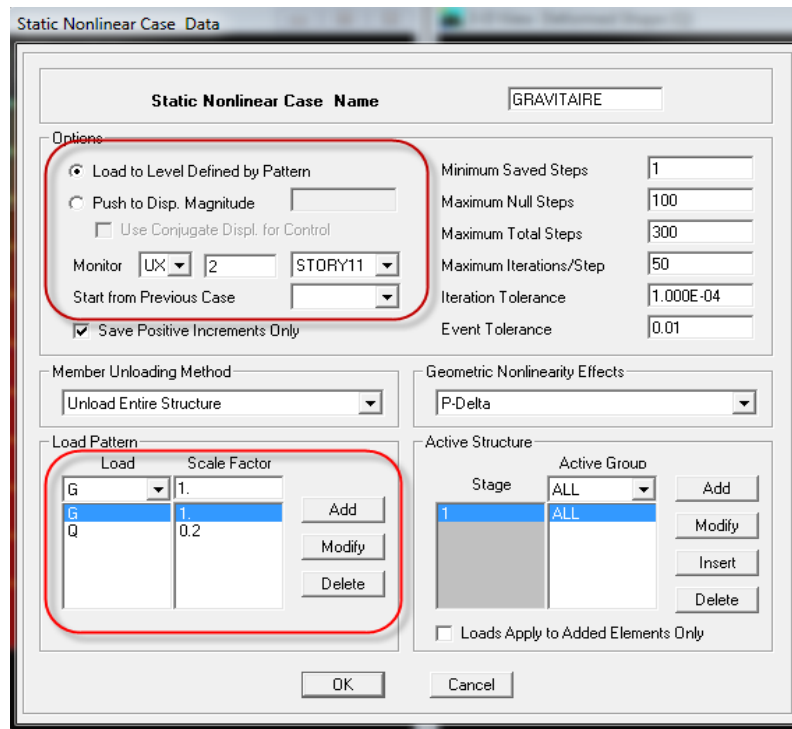 Static Nonlinear Case Data
Static Nonlinear Case Name
GRAVITAIRE
Options
Load to Level Defined by Pattern
Push to Disp. Magnitude
Use Conjugate Displ. for Control
Monitor UX 2 STORY11
Start from Previous Case
Save Positive Increments Only
Minimum Saved Steps 1
Maximum Null Steps 100
Maximum Total Steps 300
Maximum Iterations/Step 50
Iteration Tolerance 1.000E-04
Event Tolerance 0.01
Member Unloading Method
Unload Entire Structure
Geometric Nonlinearity Effects
P-Delta
Load Pattern
Load Scale Factor
G 1.
G 1.
Q 0.2
Add
Modify
Delete
Active Structure
Active Group
Stage ALL
1 ALL
Add
Modify
Insert
Delete
Loads Apply to Added Elements Only
OK
Cancel